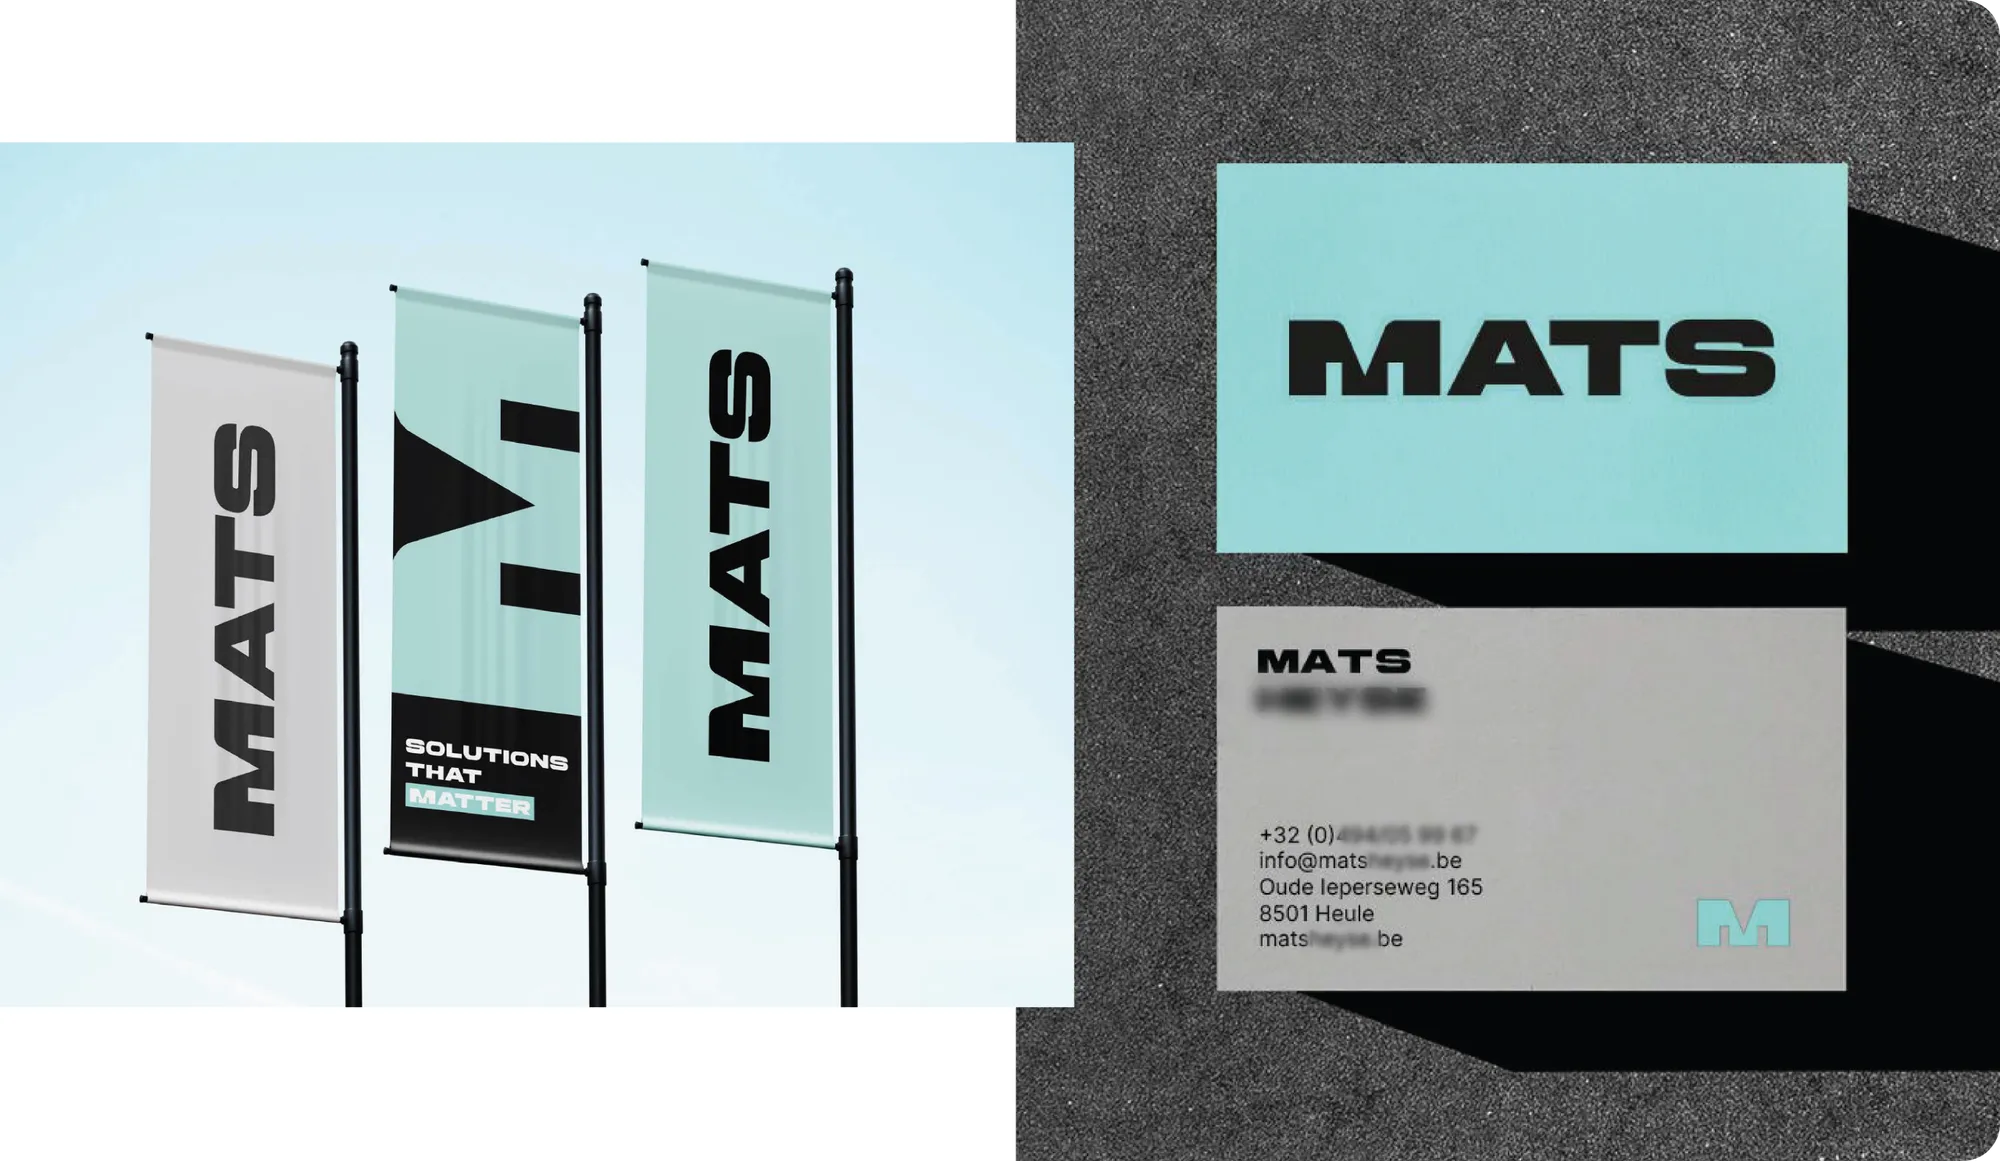 MATS
SOLUTIONS
THAT
MATTER
MATS
MATS
MATS
+32 (0)
info@mats .be
Oude Ieperseweg 165
8501 Heule
mats .be
M